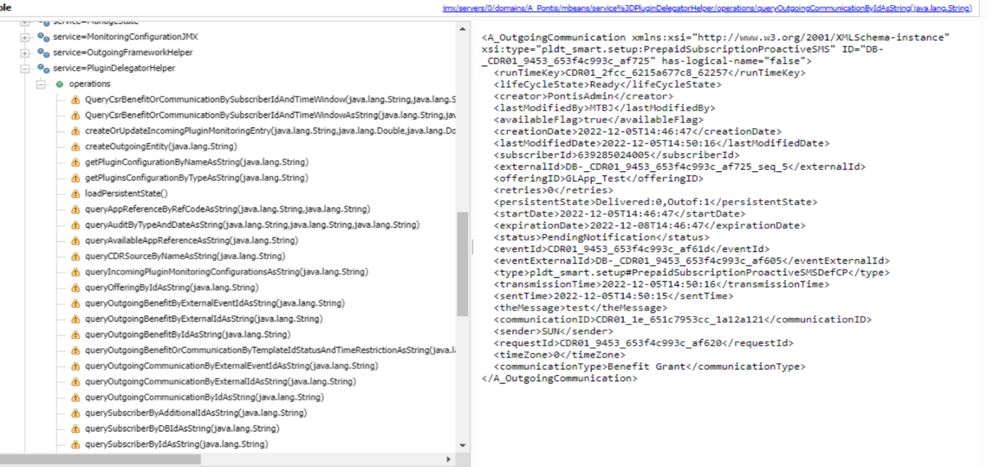 ole
jmx/servers/0/domains/A_Pontis/mbeans/service%3DPluginDelegatorHelper/operations/queryOutgoingCommunicationByIdAsString(java.lang.String)
service=ManageState
service=MonitoringConfigurationJMX
service=OutgoingFrameworkHelper
service=PluginDelegatorHelper
operations
QueryCsrBenefitOrCommunicationBySubscriberIdAndTimeWindow(java.lang.String,java.lang.S
QueryCsrBenefitOrCommunicationBySubscriberIdAndTimeWindowAsString(java.lang.String,jav
createOrUpdateIncomingPluginMonitoringEntry(java.lang.String,java.lang.Double,java.lang.Do
createOutgoingEntity(java.lang.String)
getPluginConfigurationByNameAsString(java.lang.String)
getPluginsConfigurationByTypeAsString(java.lang.String)
loadPersistentState()
queryAppReferenceByRefCodeAsString(java.lang.String,java.lang.String)
queryAuditByTypeAndDateAsString(java.lang.String,java.lang.String,java.lang.String)
queryAvailableAppReferenceAsString(java.lang.String)
queryCDRSourceByNameAsString(java.lang.String)
queryIncomingPluginMonitoringConfigurationsAsString(java.lang.String)
queryOfferingByIdAsString(java.lang.String)
queryOutgoingBenefitByExternalEventIdAsString(java.lang.String)
queryOutgoingBenefitByExternalIdAsString(java.lang.String)
queryOutgoingBenefitByIdAsString(java.lang.String)
queryOutgoingBenefitOrCommunicationByTemplateIdStatusAndTimeRestrictionAsString(java.la
queryOutgoingCommunicationByExternalEventIdAsString(java.lang.String)
queryOutgoingCommunicationByExternalIdAsString(java.lang.String)
queryOutgoingCommunicationByIdAsString(java.lang.String)
querySubscriberByAdditionalIdAsString(java.lang.String)
querySubscriberByDBIdAsString(java.lang.String)
querySubscriberByIdAsString(java.lang.String)
<A_OutgoingCommunication xmlns:xsi="http://www.w3.org/2001/XMLSchema-instance"
xsi:type="pldt_smart.setup:PrepaidSubscriptionProactiveSMS" ID="DB-
_CDR01_9453_653f4c993c_af725" has-logical-name="false">
<runTimeKey>CDR01_2fcc_6215a677c8_62257</runTimeKey>
<lifeCycleState>Ready</lifeCycleState>
<creator>PontisAdmin</creator>
<lastModifiedBy>MTBJ</lastModifiedBy>
<availableFlag>true</availableFlag>
<creationDate>2022-12-05T14:46:47</creationDate>
<lastModifiedDate>2022-12-05T14:50:16</lastModifiedDate>
<subscriberId>639285024005</subscriberId>
<externalId>DB-_CDR01_9453_653f4c993c_af725_seq_5</externalId>
<offeringID>GLApp_Test</offeringID>
<retries>0</retries>
<persistentState>Delivered:0,Outof:1</persistentState>
<startDate>2022-12-05T14:46:47</startDate>
<expirationDate>2022-12-08T14:46:47</expirationDate>
<status>PendingNotification</status>
<eventId>CDR01_9453_653f4c993c_af61d</eventId>
<eventExternalId>DB-_CDR01_9453_653f4c993c_af605</eventExternalId>
<type>pldt_smart.setup#PrepaidSubscriptionProactiveSMSDefCP</type>
<transmissionTime>2022-12-05T14:50:16</transmissionTime>
<sentTime>2022-12-05T14:50:15</sentTime>
<theMessage>test</theMessage>
<communicationID>CDR01_1e_651c7953cc_1a12a121</communicationID>
<sender>SUN</sender>
<requestId>CDR01_9453_653f4c993c_af620</requestId>
<timeZone>0</timeZone>
<communicationType>Benefit Grant</communicationType>
</A_OutgoingCommunication>